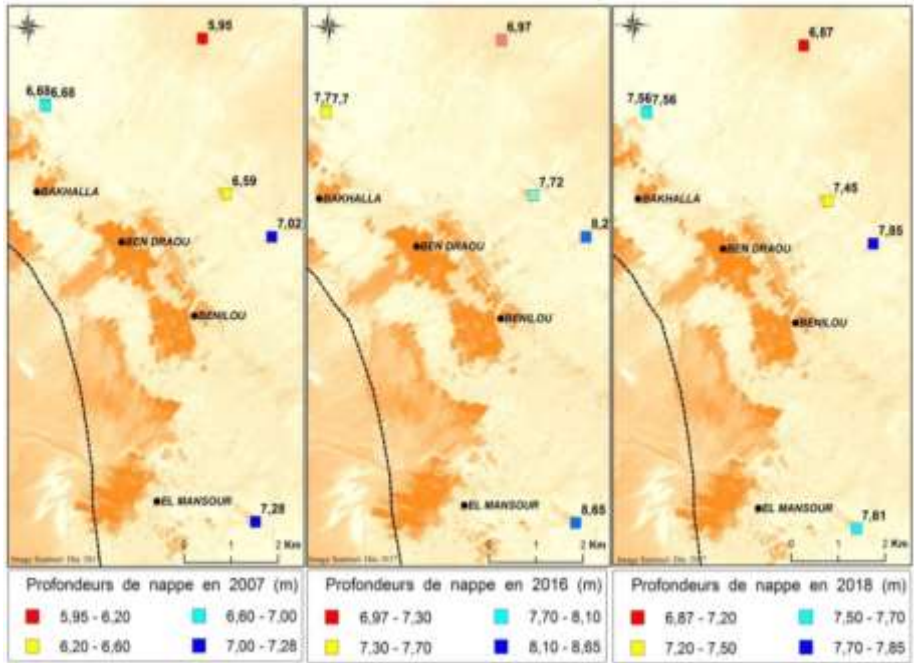 5,95
6,68 6,68
6,59
BAKHALLA
7,02
BEN DRAOU
BENILOU
EL MANSOUR
7,28
0 1 2 Km
Profondeurs de nappe en 2007 (m)
5,95 - 6,20
6,60 - 7,00
6,20 - 6,60
7,00 - 7,28
6,97
7,7 7,7
7,72
BAKHALLA
8,2
BEN DRAOU
BENILOU
EL MANSOUR
8,65
0 1 2 Km
Profondeurs de nappe en 2016 (m)
6,97 - 7,30
7,70 - 8,10
7,30 - 7,70
8,10 - 8,65
6,87
7,56 7,56
7,45
BAKHALLA
7,85
BEN DRAOU
BENILOU
EL MANSOUR
7,81
0 1 2 Km
Profondeurs de nappe en 2018 (m)
6,87 - 7,20
7,50 - 7,70
7,20 - 7,50
7,70 - 7,85